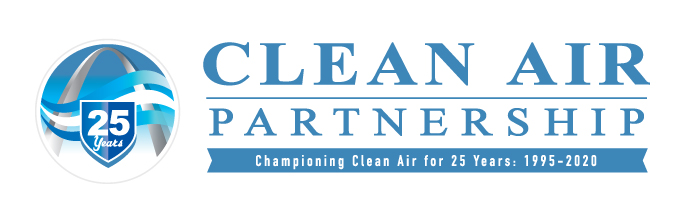 25
Years
CLEAN AIR
PARTNERSHIP
Championing Clean Air for 25 Years: 1995-2020